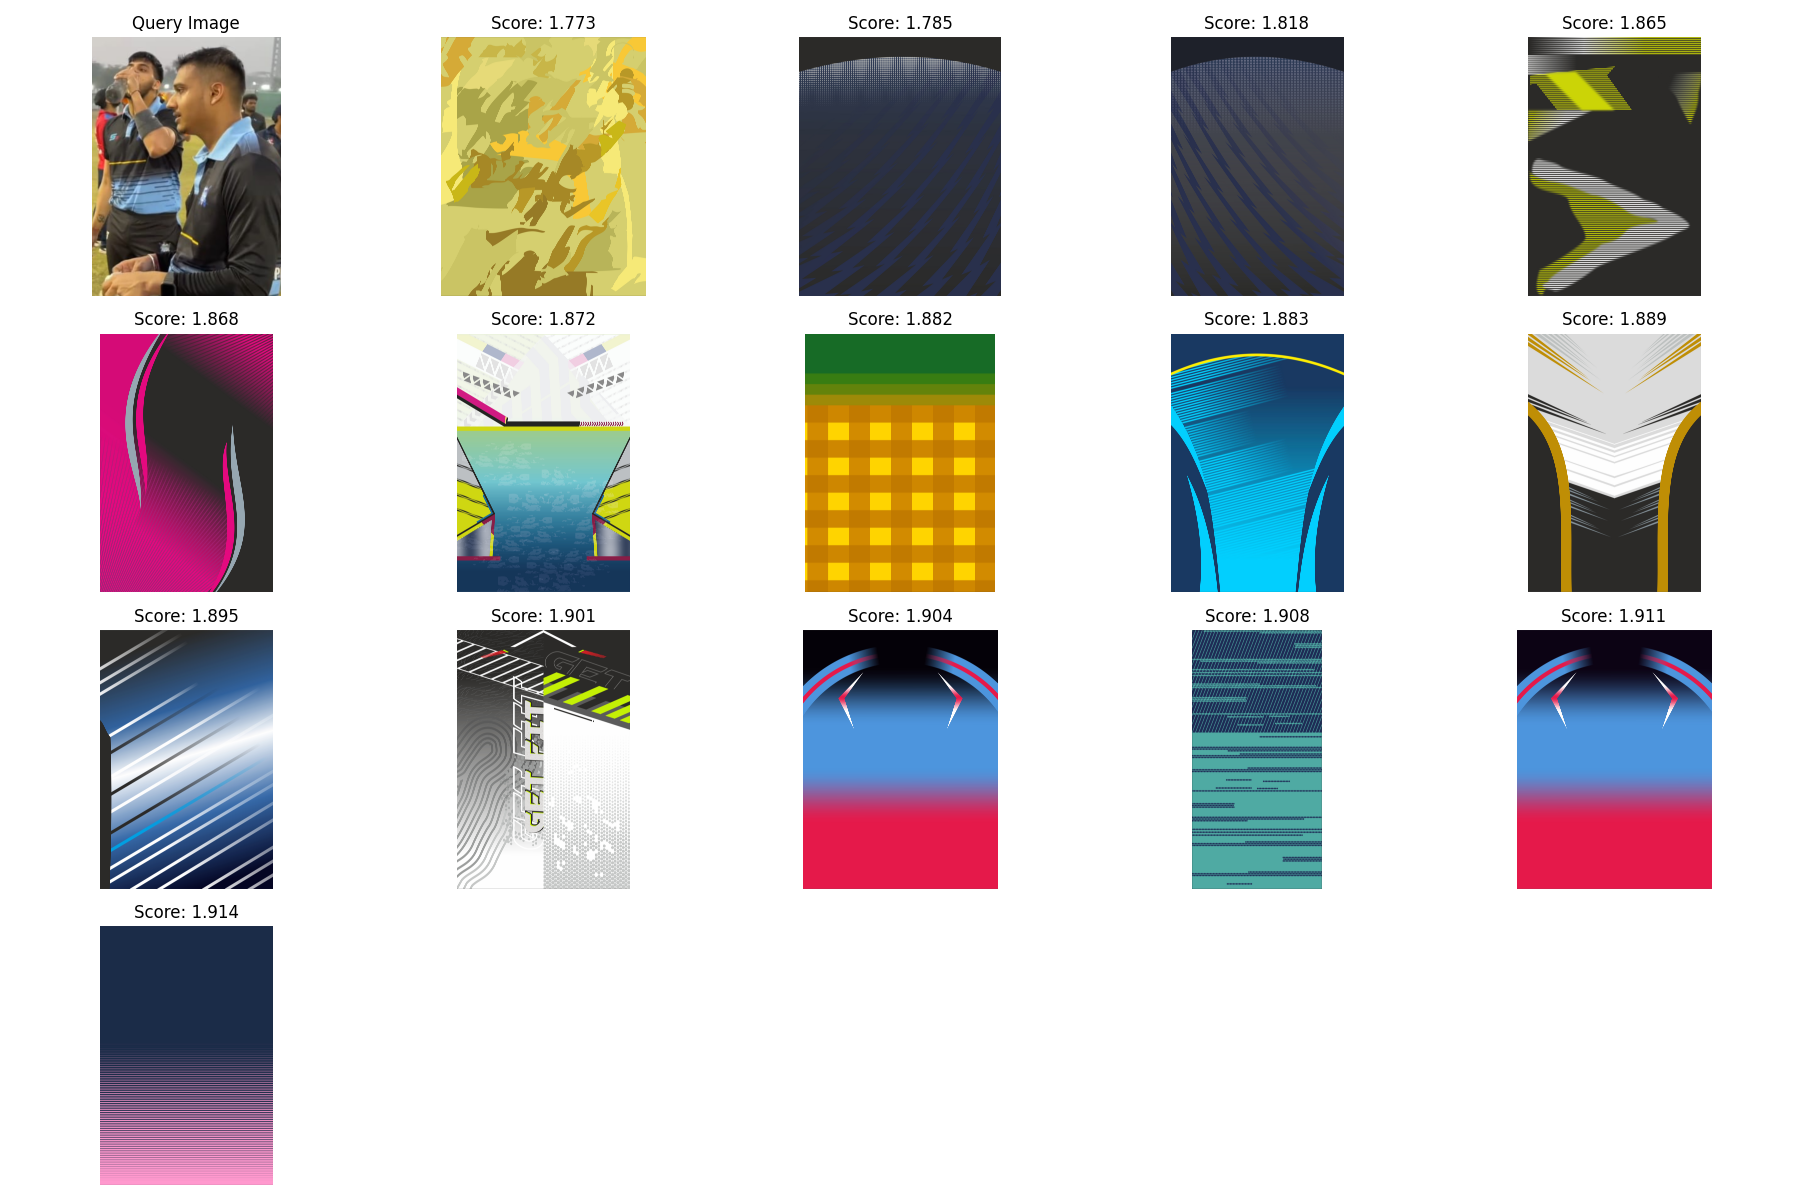 Query Image
Score: 1.773
Score: 1.785
Score: 1.818
Score: 1.865
Score: 1.868
Score: 1.872
Score: 1.882
Score: 1.883
Score: 1.889
Score: 1.895
Score: 1.901
GET
Score: 1.904
Score: 1.908
Score: 1.911
Score: 1.914